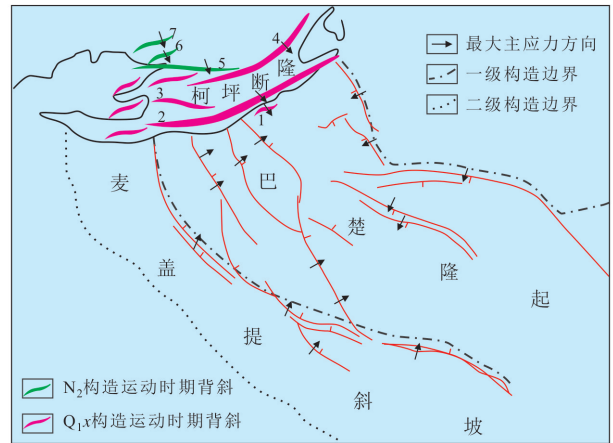 7
6
5
4
3
2
1
柯坪断隆
麦盖提斜坡
巴楚隆起
最大主应力方向
一级构造边界
二级构造边界
N₂构造运动时期背斜
Q₁x构造运动时期背斜